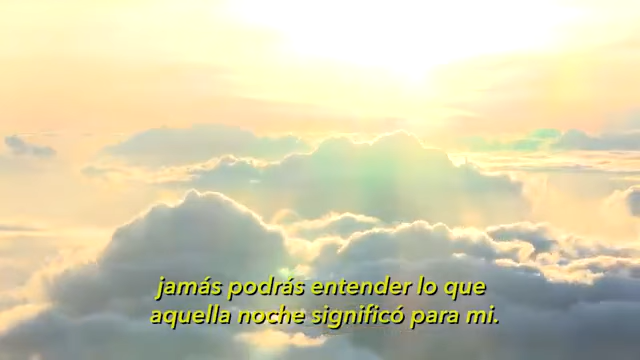 jamás podrás entender lo que
aquella noche significó para mi.